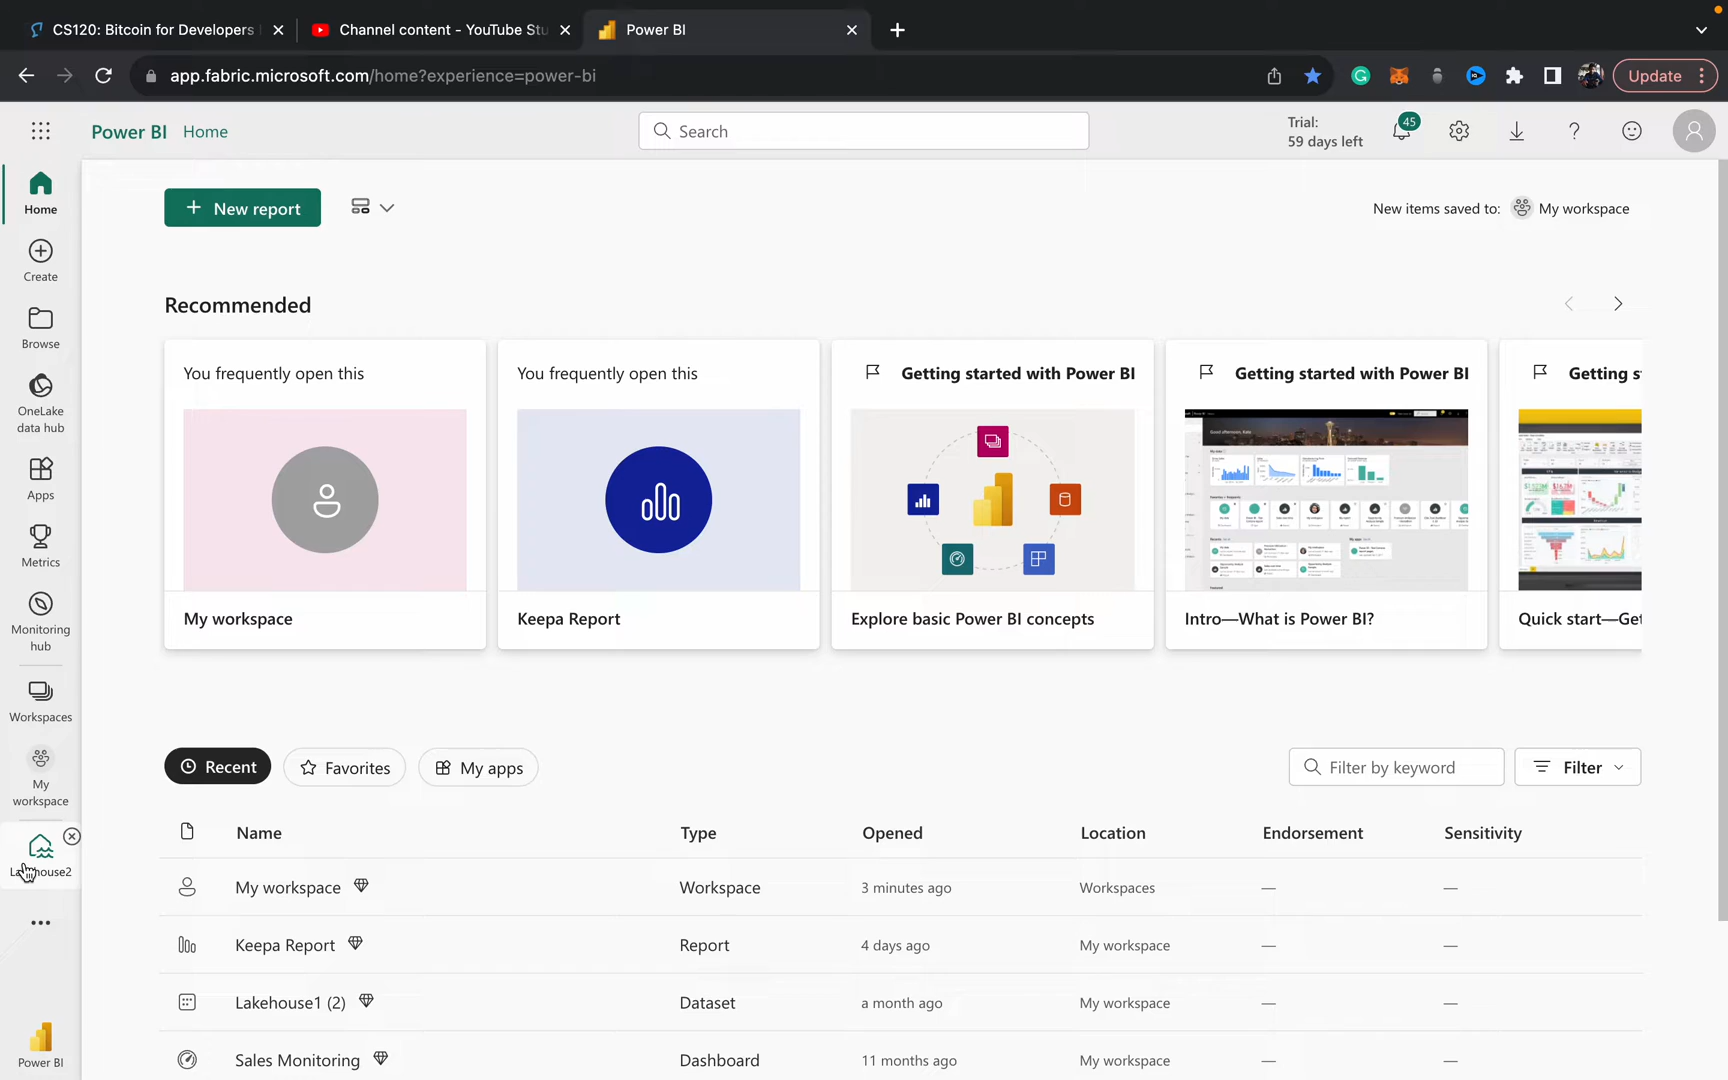 CS120: Bitcoin for Developers
Channel content - YouTube Stu
Power BI
app.fabric.microsoft.com/home?experience=power-bi
Update
Power BI Home
Search
Trial:
59 days left
45
Home
Create
Browse
OneLake
data hub
Apps
Metrics
Monitoring
hub
Workspaces
My
workspace
Lakehouse2
Power BI
New report
New items saved to: My workspace
Recommended
You frequently open this
My workspace
You frequently open this
Keepa Report
Getting started with Power BI
Explore basic Power BI concepts
Getting started with Power BI
Intro—What is Power BI?
Getting s
Quick start—Get
Recent
Favorites
My apps
Filter by keyword
Filter
Name Type Opened Location Endorsement Sensitivity
My workspace Workspace 3 minutes ago Workspaces — —
Keepa Report Report 4 days ago My workspace — —
Lakehouse1 (2) Dataset a month ago My workspace — —
Sales Monitoring Dashboard 11 months ago My workspace — —